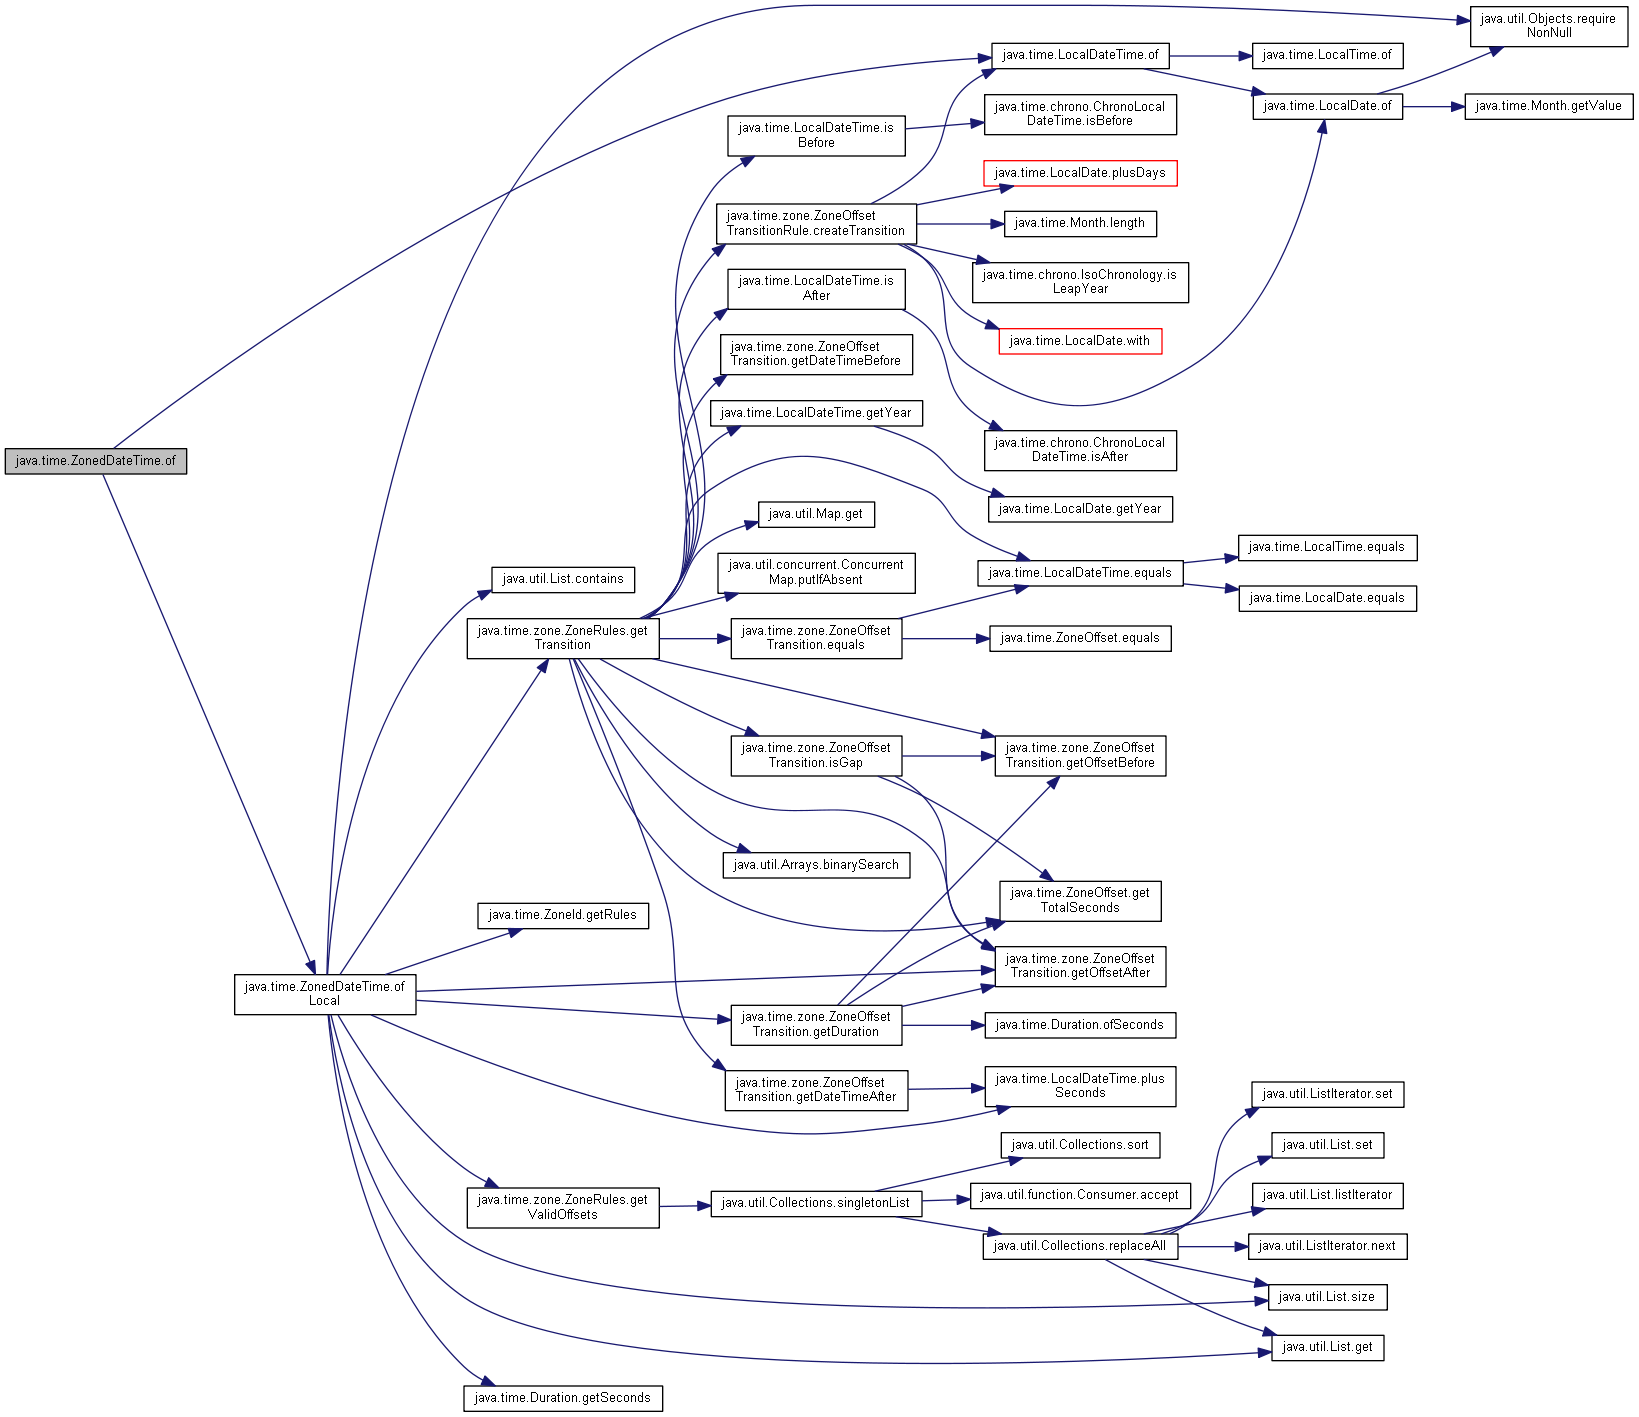 java.util.Objects.require
NonNull
java.time.LocalDateTime.of
java.time.LocalTime.of
java.time.LocalDate.of
java.time.Month.getValue
java.time.chrono.ChronoLocal
DateTime.isBefore
java.time.LocalDateTime.is
Before
java.time.LocalDate.plusDays
java.time.zone.ZoneOffset
TransitionRule.createTransition
java.time.Month.length
java.time.LocalDateTime.is
After
java.time.chrono.IsoChronology.is
LeapYear
java.time.LocalDate.with
java.time.zone.ZoneOffset
Transition.getDateTimeBefore
java.time.LocalDateTime.getYear
java.time.chrono.ChronoLocal
DateTime.isAfter
java.time.ZonedDateTime.of
java.time.LocalDate.getYear
java.util.Map.get
java.time.LocalTime.equals
java.util.List.contains
java.util.concurrent.Concurrent
Map.putIfAbsent
java.time.LocalDateTime.equals
java.time.LocalDate.equals
java.time.zone.ZoneRules.get
Transition
java.time.zone.ZoneOffset
Transition.equals
java.time.ZoneOffset.equals
java.time.zone.ZoneOffset
Transition.isGap
java.time.zone.ZoneOffset
Transition.getOffsetBefore
java.util.Arrays.binarySearch
java.time.ZoneOffset.get
TotalSeconds
java.time.ZoneId.getRules
java.time.zone.ZoneOffset
Transition.getOffsetAfter
java.time.ZonedDateTime.of
Local
java.time.zone.ZoneOffset
Transition.getDuration
java.time.Duration.ofSeconds
java.time.zone.ZoneOffset
Transition.getDateTimeAfter
java.time.LocalDateTime.plus
Seconds
java.util.ListIterator.set
java.util.Collections.sort
java.util.List.set
java.time.zone.ZoneRules.get
ValidOffsets
java.util.Collections.singletonList
java.util.function.Consumer.accept
java.util.List.listIterator
java.util.Collections.replaceAll
java.util.ListIterator.next
java.util.List.size
java.util.List.get
java.time.Duration.getSeconds